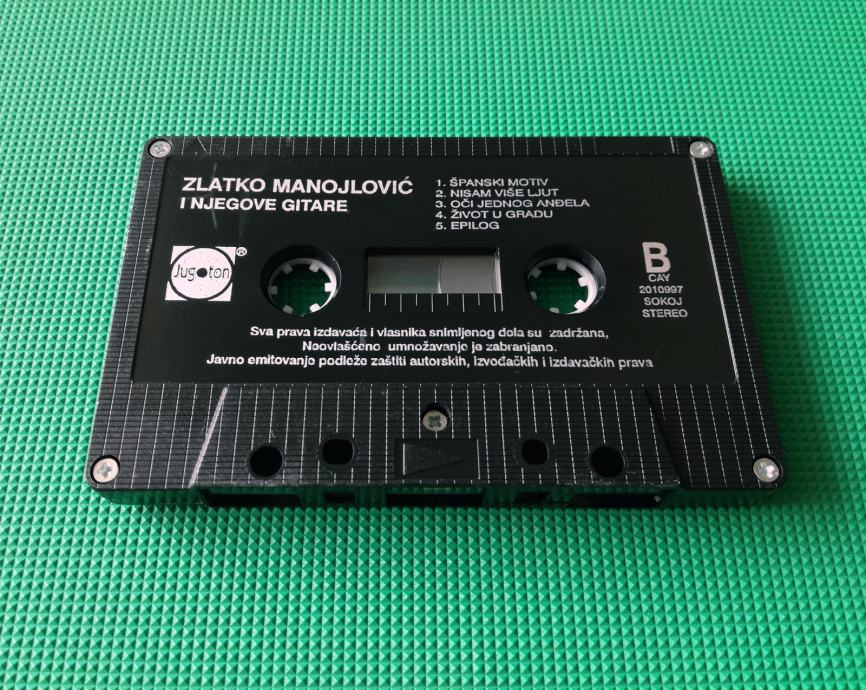 ZLATKO MANOJLOVIĆ
I NJEGOVE GITARE
1. ŠPANSKI MOTIV
2. NISAM VIŠE LJUT
3. OČI JEDNOG ANĐELA
4. ŽIVOT U GRADU
5. EPILOG
Jugoton®
B
CAY
2010997
SOKOJ
STEREO
Sva prava izdavača i vlasnika snimljenog dela su zadržana,
Neovlašćeno umnožavanje je zabranjano.
Javno emitovanje podleže zaštiti autorskih, izvođačkih i izdavačkih prava